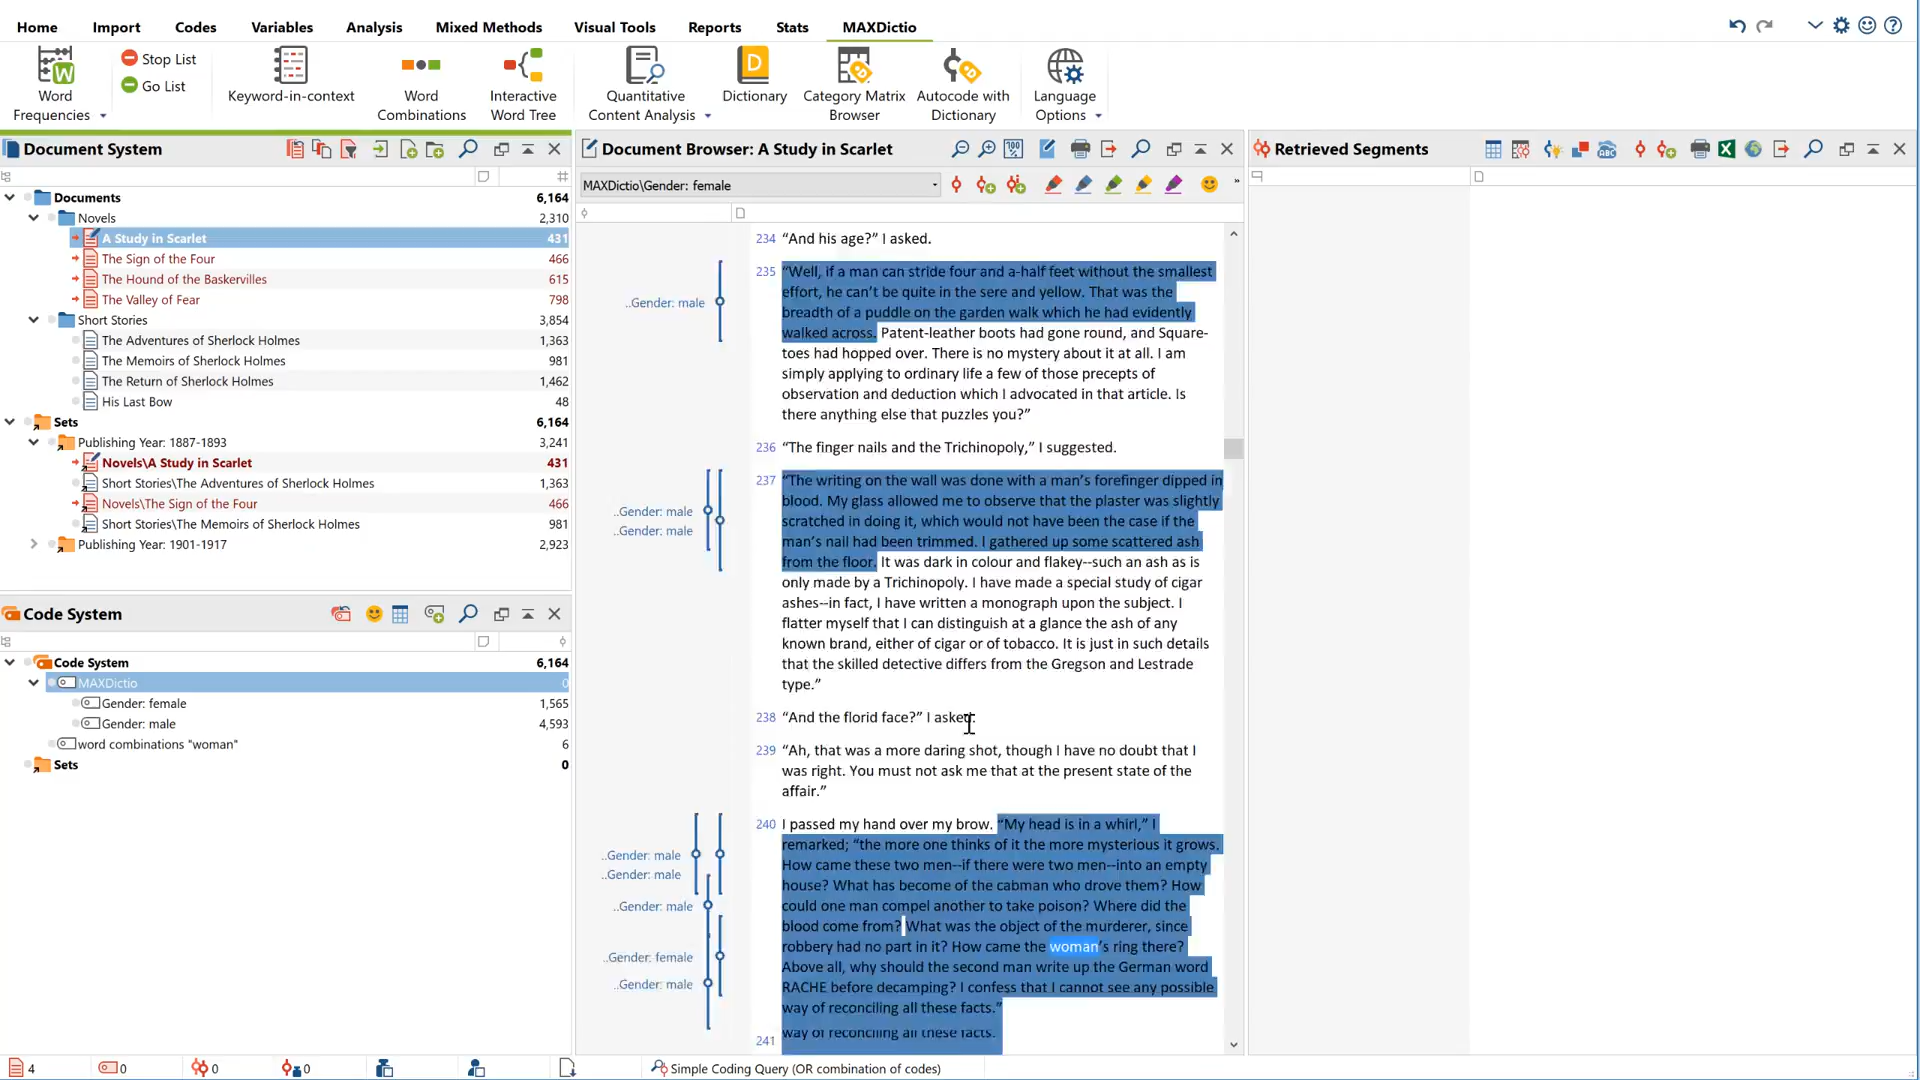 Home Import Codes Variables Analysis Mixed Methods Visual Tools Reports Stats MAXDictio
Word Frequencies
Stop List
Go List
Keyword-in-context
Word Combinations
Interactive Word Tree
Quantitative Content Analysis
Dictionary
Category Matrix Browser
Autocode with Dictionary
Language Options
Document System
Documents 6,164
Novels 2,310
A Study in Scarlet 431
The Sign of the Four 466
The Hound of the Baskervilles 615
The Valley of Fear 798
Short Stories 3,854
The Adventures of Sherlock Holmes 1,363
The Memoirs of Sherlock Holmes 981
The Return of Sherlock Holmes 1,462
His Last Bow 48
Sets 6,164
Publishing Year: 1887-1893 3,241
Novels\A Study in Scarlet 431
Short Stories\The Adventures of Sherlock Holmes 1,363
Novels\The Sign of the Four 466
Short Stories\The Memoirs of Sherlock Holmes 981
Publishing Year: 1901-1917 2,923
Code System
Code System 6,164
MAXDictio 0
Gender: female 1,565
Gender: male 4,593
word combinations "woman" 6
Sets 0
Document Browser: A Study in Scarlet
100%
MAXDictio\Gender: female
234 “And his age?” I asked.
235 “Well, if a man can stride four and a-half feet without the smallest
effort, he can’t be quite in the sere and yellow. That was the
..Gender: male
breadth of a puddle on the garden walk which he had evidently
walked across. Patent-leather boots had gone round, and Square-
toes had hopped over. There is no mystery about it at all. I am
simply applying to ordinary life a few of those precepts of
observation and deduction which I advocated in that article. Is
there anything else that puzzles you?”
236 “The finger nails and the Trichinopoly,” I suggested.
237 “The writing on the wall was done with a man’s forefinger dipped in
blood. My glass allowed me to observe that the plaster was slightly
..Gender: male
scratched in doing it, which would not have been the case if the
..Gender: male
man’s nail had been trimmed. I gathered up some scattered ash
from the floor. It was dark in colour and flakey--such an ash as is
only made by a Trichinopoly. I have made a special study of cigar
ashes--in fact, I have written a monograph upon the subject. I
flatter myself that I can distinguish at a glance the ash of any
known brand, either of cigar or of tobacco. It is just in such details
that the skilled detective differs from the Gregson and Lestrade
type.”
238 “And the florid face?” I asked.
239 “Ah, that was a more daring shot, though I have no doubt that I
was right. You must not ask me that at the present state of the
affair.”
240 I passed my hand over my brow. “My head is in a whirl,” I
remarked; “the more one thinks of it the more mysterious it grows.
..Gender: male
How came these two men--if there were two men--into an empty
..Gender: male
house? What has become of the cabman who drove them? How
..Gender: male
could one man compel another to take poison? Where did the
blood come from? What was the object of the murderer, since
robbery had no part in it? How came the woman’s ring there?
..Gender: female
Above all, why should the second man write up the German word
..Gender: male
RACHE before decamping? I confess that I cannot see any possible
way of reconciling all these facts.”
way of reconciling all these facts.
241
Retrieved Segments
4 0 0 0
Simple Coding Query (OR combination of codes)